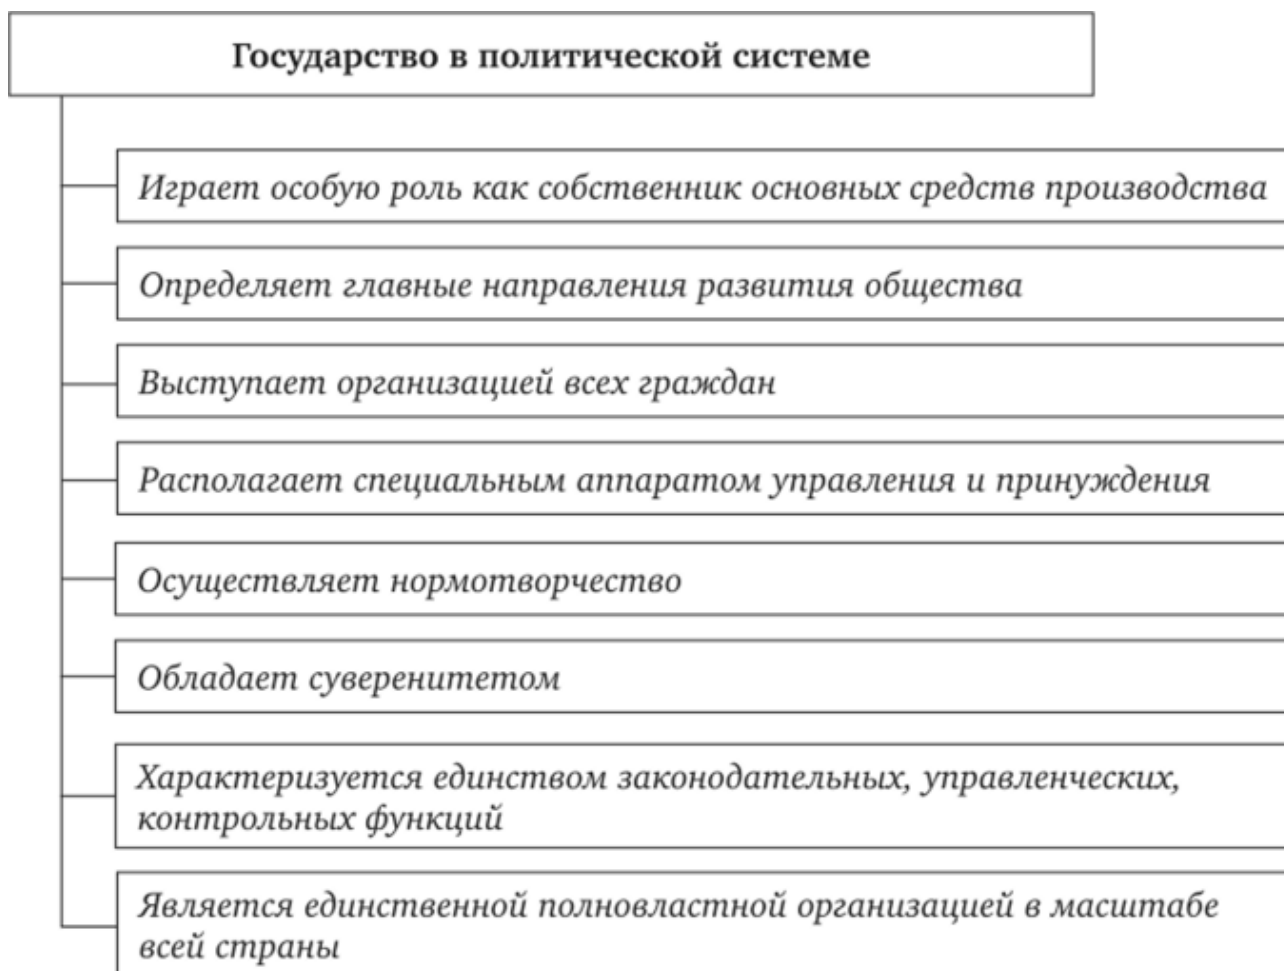 Государство в политической системе
Играет особую роль как собственник основных средств производства
Определяет главные направления развития общества
Выступает организацией всех граждан
Располагает специальным аппаратом управления и принуждения
Осуществляет нормотворчество
Обладает суверенитетом
Характеризуется единством законодательных, управленческих,
контрольных функций
Является единственной полновластной организацией в масштабе
всей страны